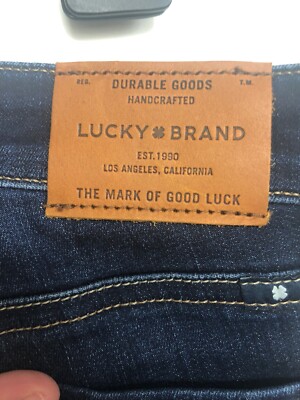 REG. DURABLE GOODS T.M.
HANDCRAFTED
LUCKY BRAND
EST. 1990
LOS ANGELES, CALIFORNIA
THE MARK OF GOOD LUCK